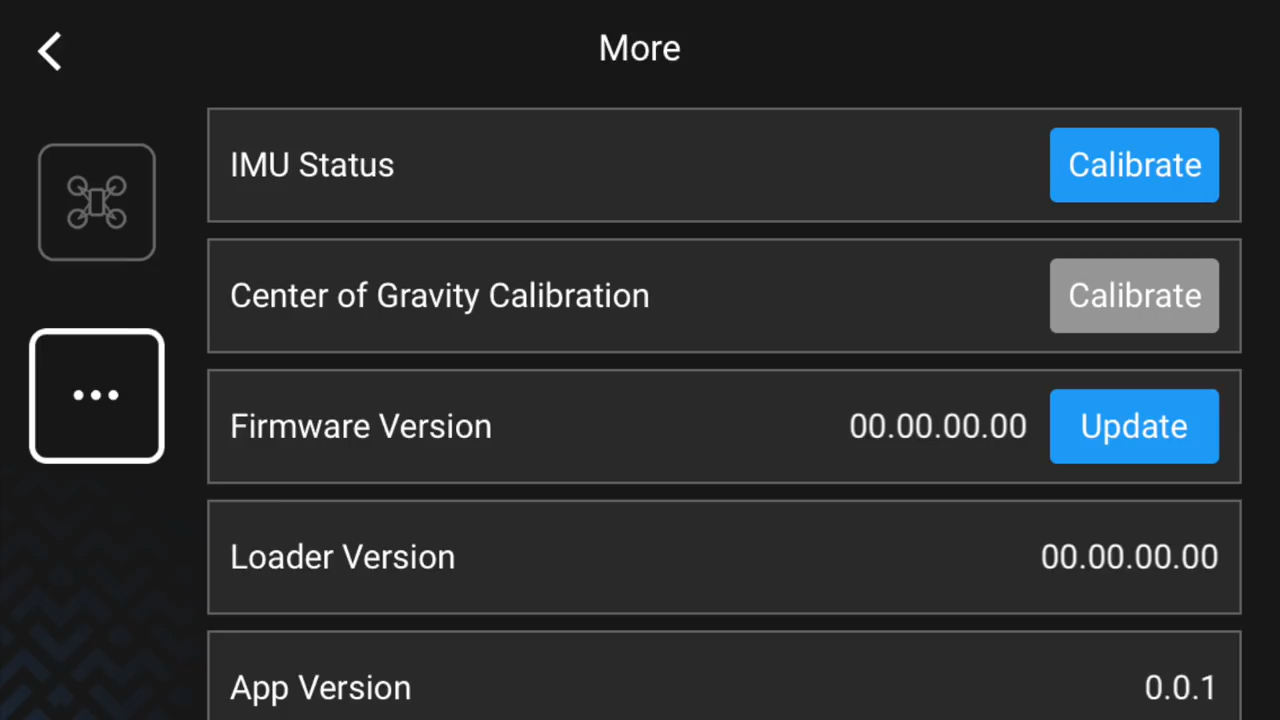 More
IMU Status Calibrate
Center of Gravity Calibration Calibrate
Firmware Version 00.00.00.00 Update
Loader Version 00.00.00.00
App Version 0.0.1